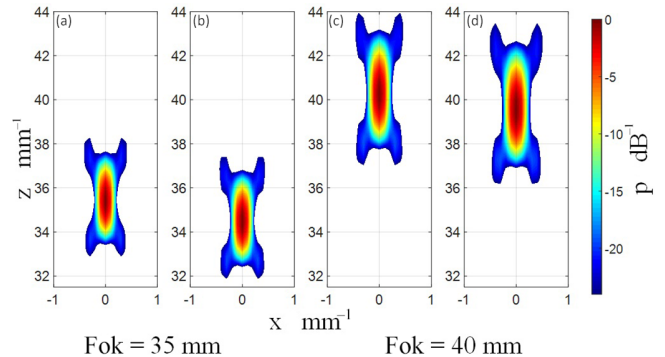 (a) (b) (c) (d)
44 44 44 44 0
42 42 42 42
40 40 40 40 -5
38 38 38 38 -10
36 36 36 36 -15
34 34 34 34 -20
32 32 32 32
-1 0 1 -1 0 1 -1 0 1 -1 0 1
z mm⁻¹
x mm⁻¹
p dB⁻¹
Fok = 35 mm Fok = 40 mm